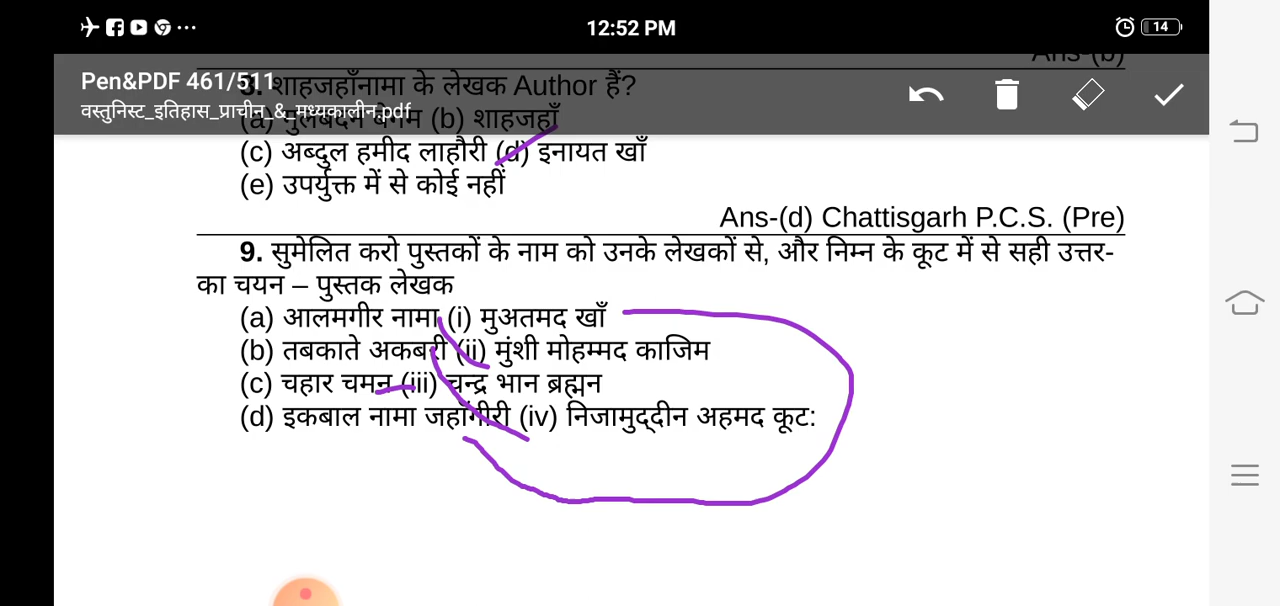 12:52 PM
14
Ans-(b)
Pen&PDF 461/511
वस्तुनिस्ट_इतिहास_प्राचीन_&_मध्यकालीन.pdf
8. शाहजहाँनामा के लेखक Author हैं?
(a) गुलबदन बेगम (b) शाहजहाँ
(c) अब्दुल हमीद लाहौरी (d) इनायत खाँ
(e) उपर्युक्त में से कोई नहीं
Ans-(d) Chattisgarh P.C.S. (Pre)
9. सुमेलित करो पुस्तकों के नाम को उनके लेखकों से, और निम्न के कूट में से सही उत्तर-
का चयन – पुस्तक लेखक
(a) आलमगीर नामा (i) मुअतमद खाँ
(b) तबकाते अकबरी (ii) मुंशी मोहम्मद काजिम
(c) चहार चमन (iii) चन्द्र भान ब्रह्मन
(d) इकबाल नामा जहाँगीरी (iv) निजामुद्दीन अहमद कूट: